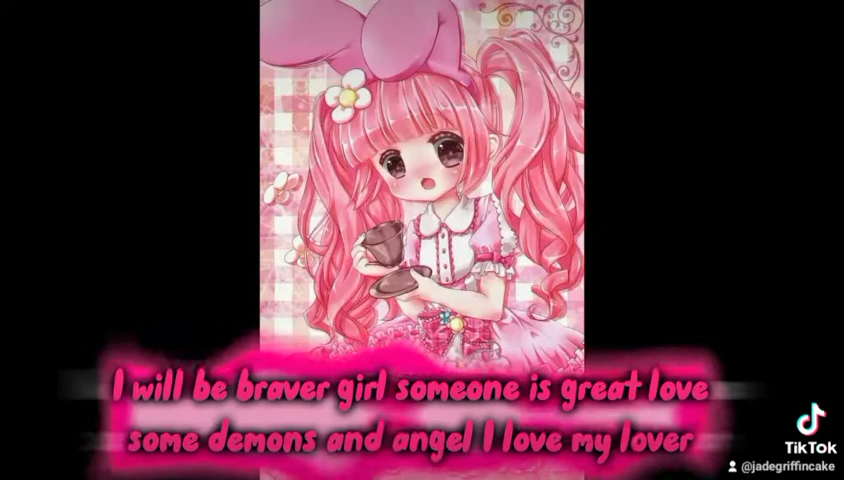 I will be braver girl someone is great love
some demons and angel I love my lover
TikTok
@jadegriffincake